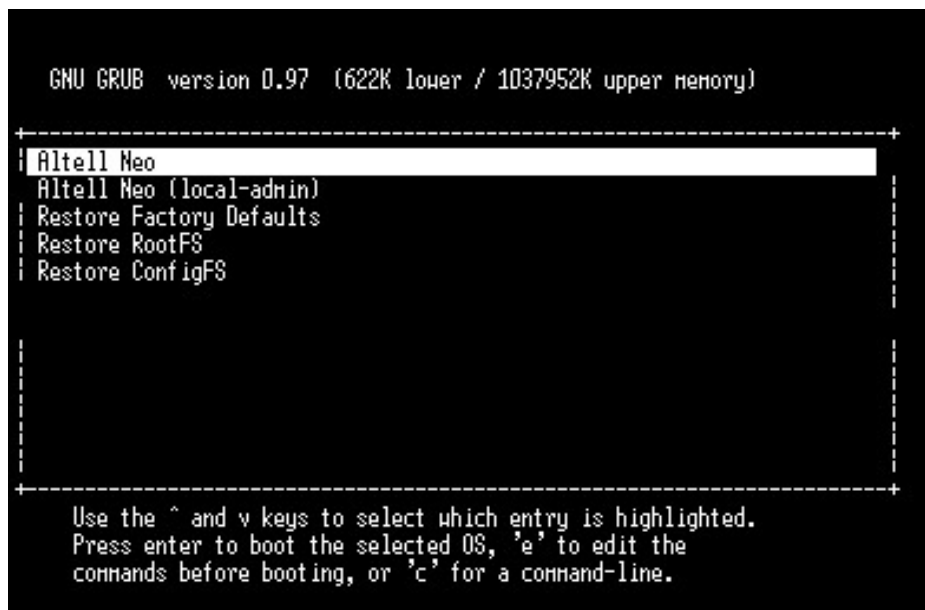 GNU GRUB version 0.97 (622K lower / 1037952K upper memory)
Altell Neo
Altell Neo (local-admin)
Restore Factory Defaults
Restore RootFS
Restore ConfigFS
Use the ^ and v keys to select which entry is highlighted.
Press enter to boot the selected OS, 'e' to edit the
commands before booting, or 'c' for a command-line.